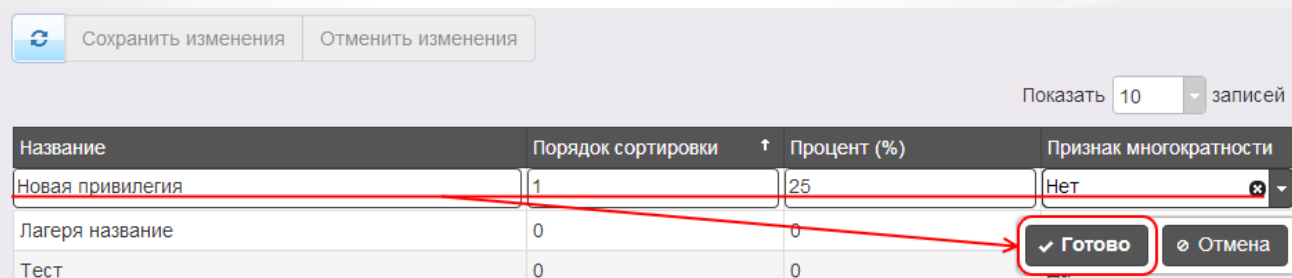 Сохранить изменения Отменить изменения
Показать 10 записей
Название Порядок сортировки Процент (%) Признак многократности
Новая привилегия 1 25 Нет
Лагеря название 0 0
Готово Отмена
Тест 0 0